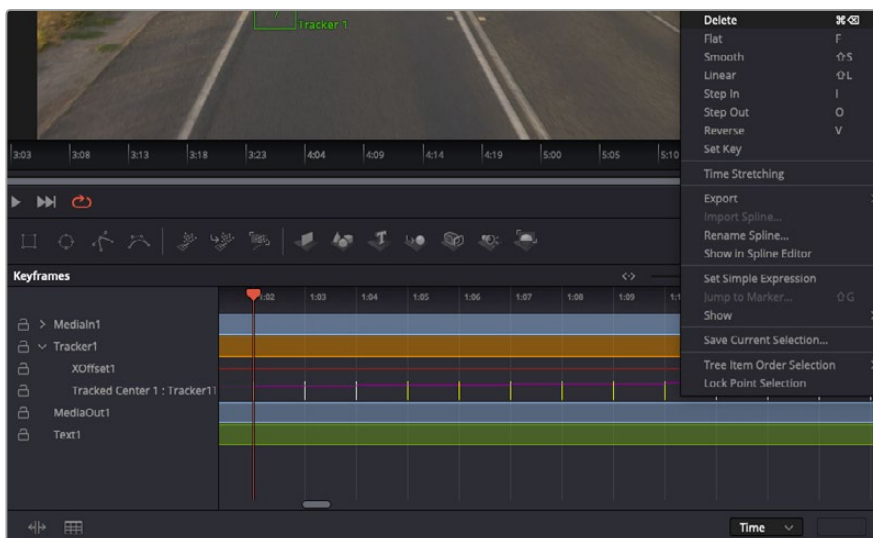 Tracker 1
Delete ⌘⌫
Flat F
Smooth ⇧S
Linear ⇧L
Step In I
Step Out O
Reverse V
Set Key
Time Stretching
Export
Import Spline...
Rename Spline...
Show in Spline Editor
Set Simple Expression
Jump to Marker... ⇧G
Show
Save Current Selection...
Tree Item Order Selection
Lock Point Selection
3:03 3:08 3:13 3:18 3:23 4:04 4:09 4:14 4:19 5:00 5:05 5:10
Keyframes
1:02 1:03 1:04 1:05 1:06 1:07 1:08 1:09
MediaIn1
Tracker1
XOffset1
Tracked Center 1 : Tracker1
MediaOut1
Text1
Time